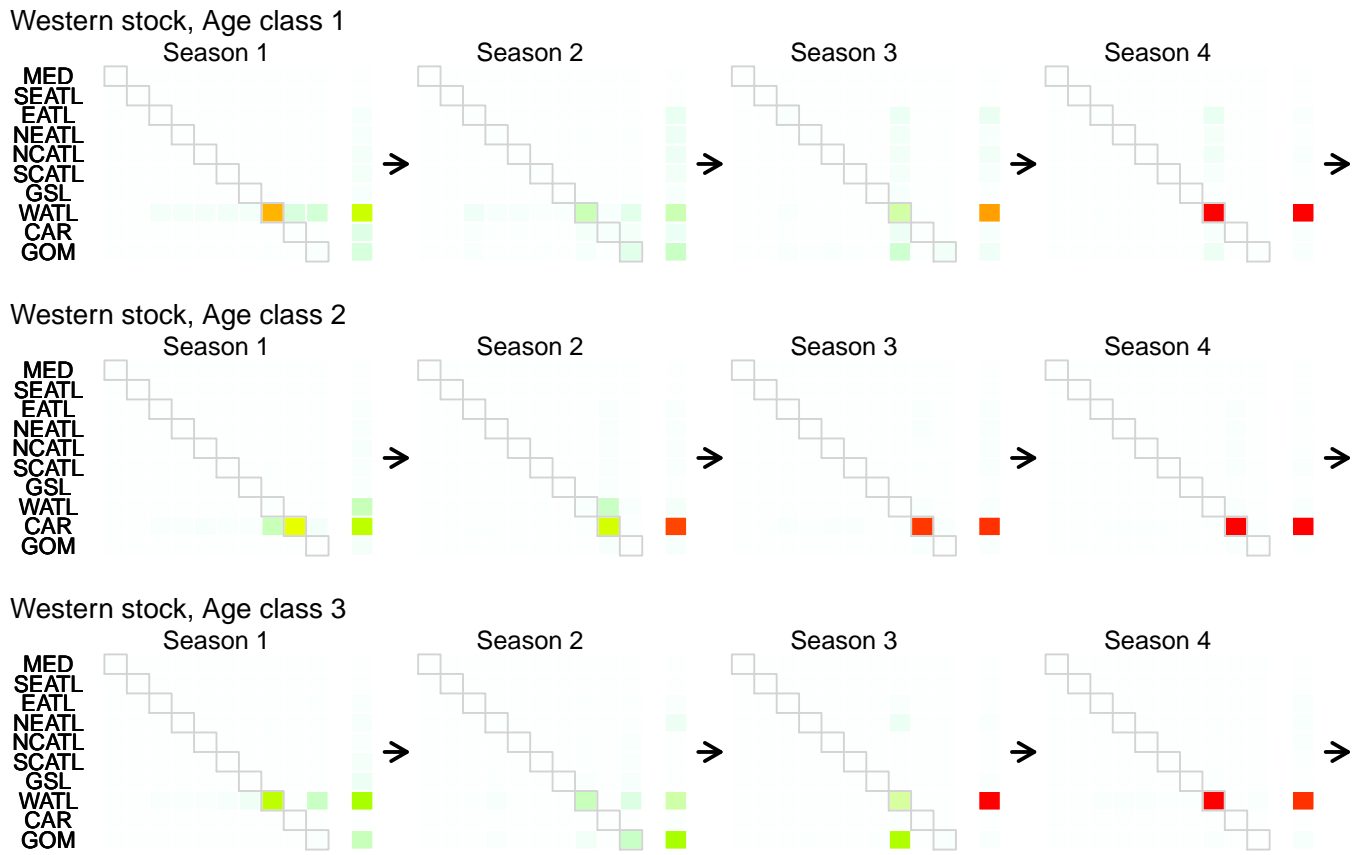 Western stock, Age class 1
Season 1 Season 2 Season 3 Season 4
MED
SEATL
EATL
NEATL
NCATL
SCATL
GSL
WATL
CAR
GOM
Western stock, Age class 2
Season 1 Season 2 Season 3 Season 4
MED
SEATL
EATL
NEATL
NCATL
SCATL
GSL
WATL
CAR
GOM
Western stock, Age class 3
Season 1 Season 2 Season 3 Season 4
MED
SEATL
EATL
NEATL
NCATL
SCATL
GSL
WATL
CAR
GOM